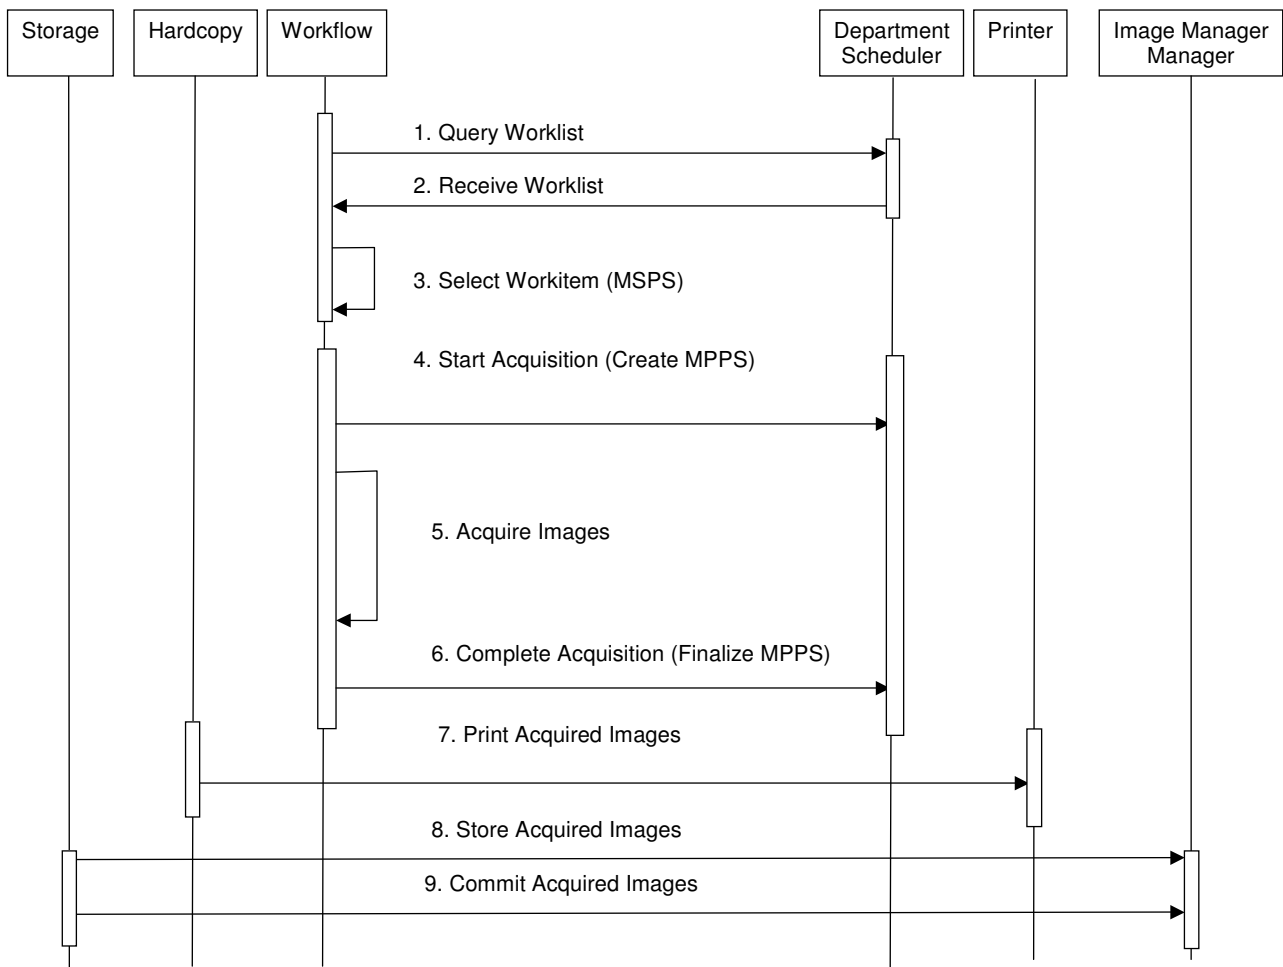 Storage
Hardcopy
Workflow
Department
Scheduler
Printer
Image Manager
Manager
1. Query Worklist
2. Receive Worklist
3. Select Workitem (MSPS)
4. Start Acquisition (Create MPPS)
5. Acquire Images
6. Complete Acquisition (Finalize MPPS)
7. Print Acquired Images
8. Store Acquired Images
9. Commit Acquired Images